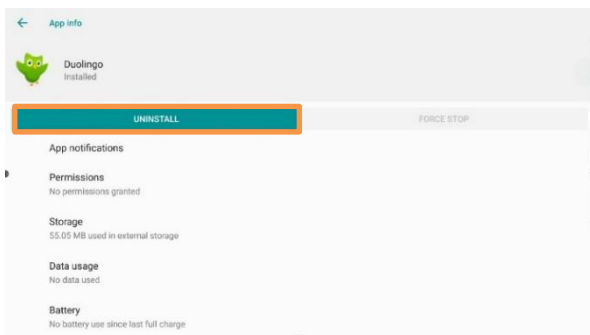 App info
Duolingo
Installed
UNINSTALL
FORCE STOP
App notifications
Permissions
No permissions granted
Storage
55.05 MB used in external storage
Data usage
No data used
Battery
No battery use since last full charge